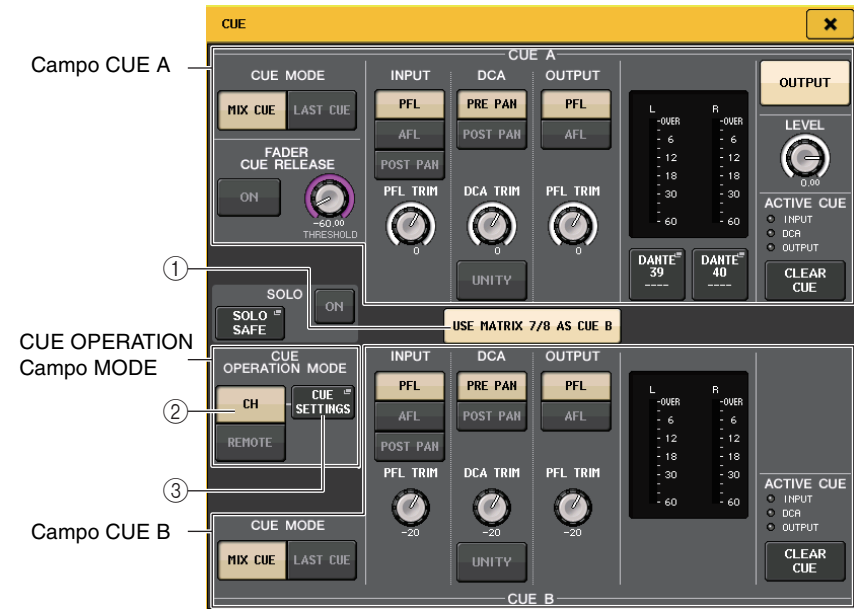 CUE
Campo CUE A
CUE A
CUE MODE
MIX CUE
LAST CUE
FADER
CUE RELEASE
ON
-60.00
THRESHOLD
INPUT
PFL
AFL
POST PAN
PFL TRIM
0
DCA
PRE PAN
POST PAN
DCA TRIM
0
UNITY
OUTPUT
PFL
AFL
PFL TRIM
0
L R
-OVER -OVER
- 6 - 6
- 12 - 12
- 18 - 18
- 30 - 30
- 60 - 60
DANTE
39
----
DANTE
40
----
OUTPUT
LEVEL
0.00
ACTIVE CUE
INPUT
DCA
OUTPUT
CLEAR
CUE
1
SOLO
SOLO
SAFE
ON
USE MATRIX 7/8 AS CUE B
CUE OPERATION
Campo MODE
CUE
OPERATION MODE
2
CH
CUE
SETTINGS
REMOTE
3
Campo CUE B
CUE MODE
MIX CUE
LAST CUE
INPUT
PFL
AFL
POST PAN
PFL TRIM
-20
DCA
PRE PAN
POST PAN
DCA TRIM
-20
UNITY
OUTPUT
PFL
AFL
PFL TRIM
-20
L R
-OVER -OVER
- 6 - 6
- 12 - 12
- 18 - 18
- 30 - 30
- 60 - 60
ACTIVE CUE
INPUT
DCA
OUTPUT
CLEAR
CUE
CUE B